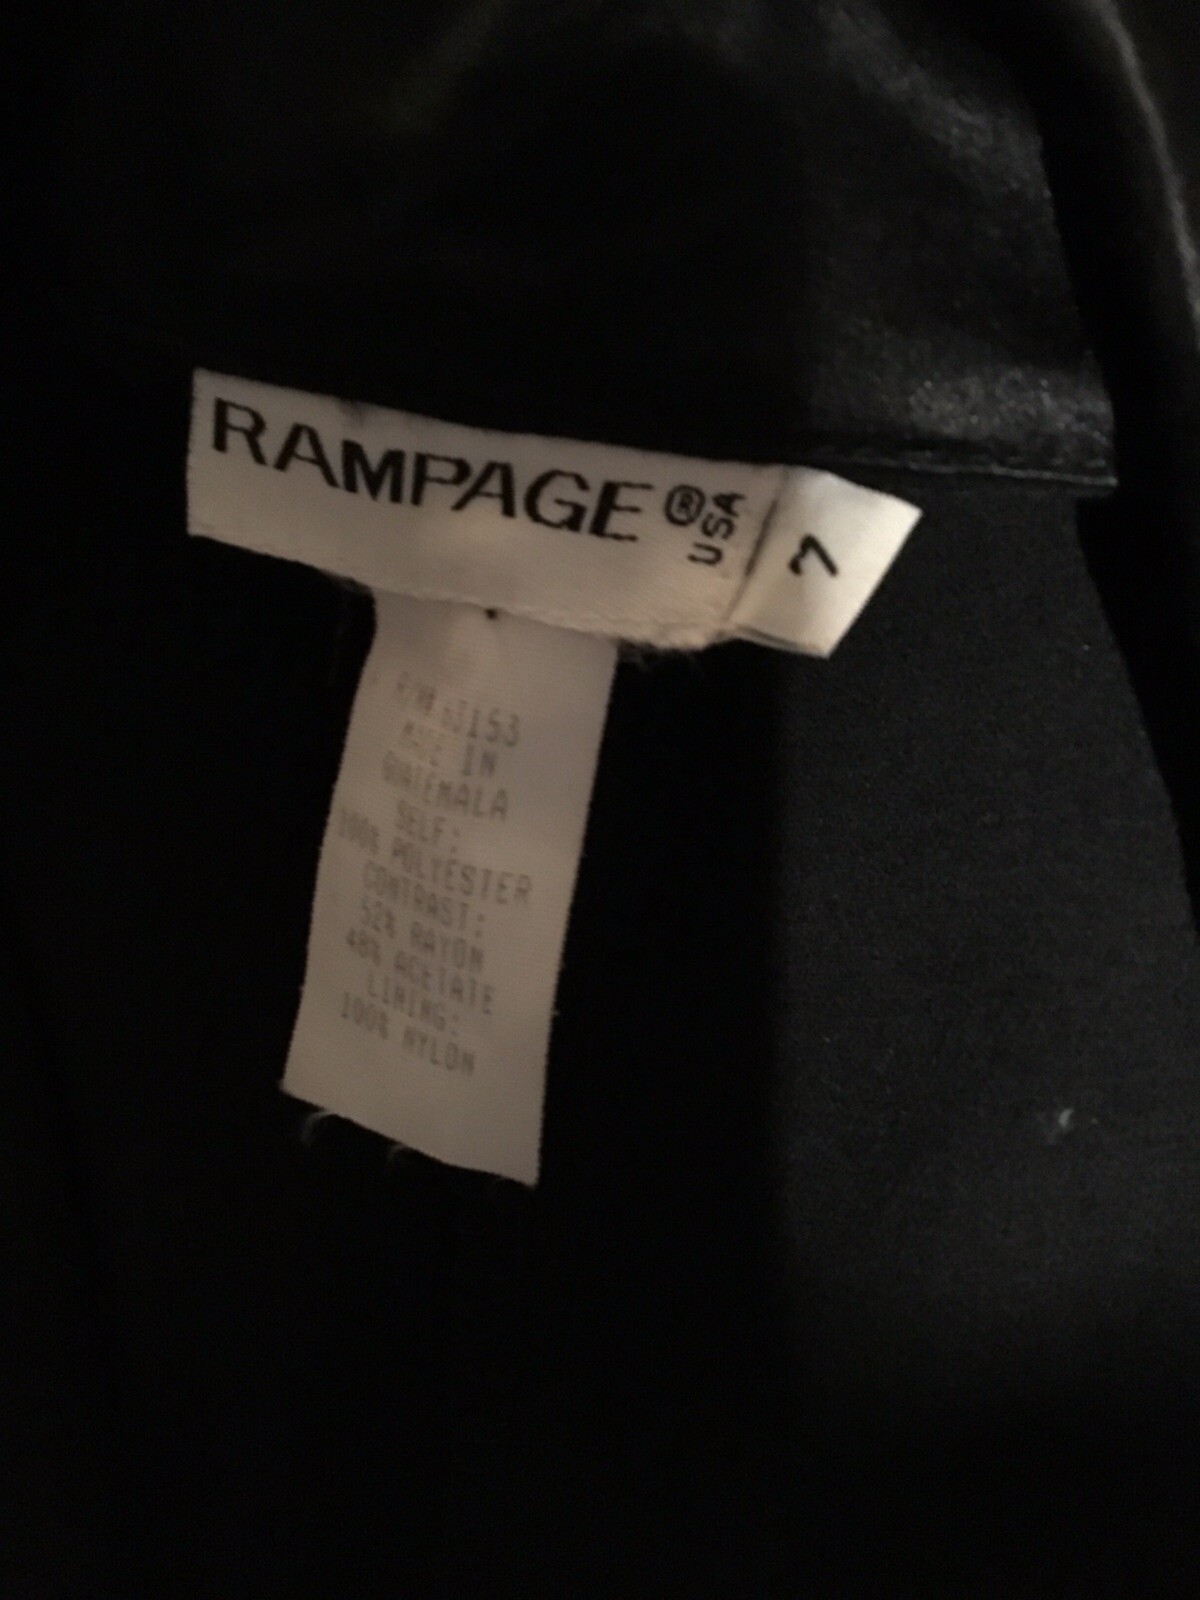 RAMPAGE ® USA 7
MADE IN
GUATEMALA
SELF:
100% POLYESTER
CONTRAST:
52% RAYON
48% ACETATE
LINING:
100% NYLON